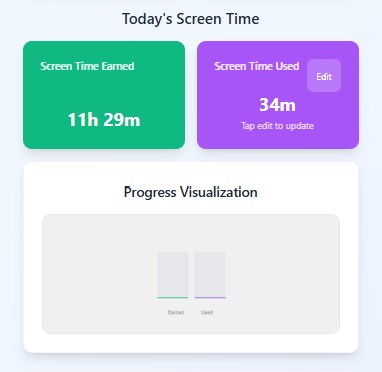 Today's Screen Time
Screen Time Earned
11h 29m
Screen Time Used
Edit
34m
Tap edit to update
Progress Visualization
Earned
Used